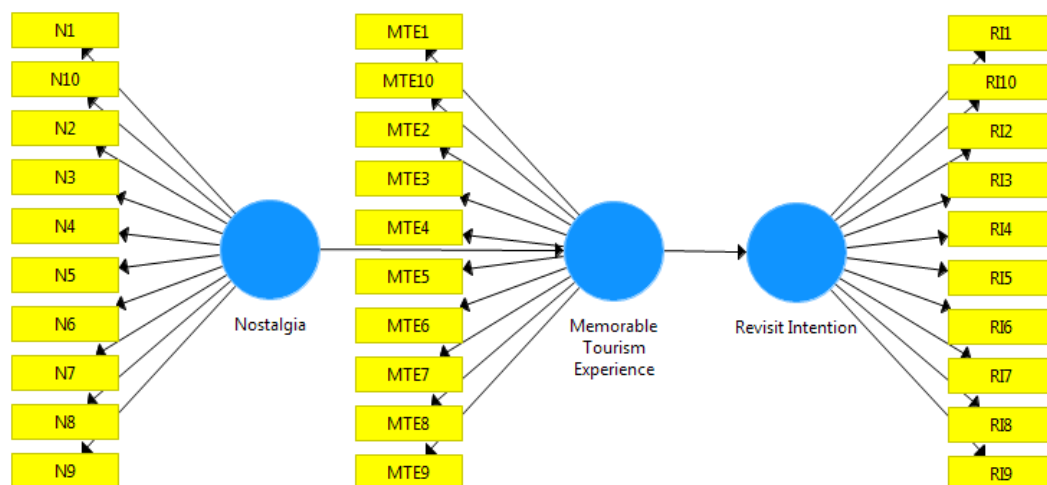 N1
N10
N2
N3
N4
N5
N6
N7
N8
N9
Nostalgia
MTE1
MTE10
MTE2
MTE3
MTE4
MTE5
MTE6
MTE7
MTE8
MTE9
Memorable
Tourism
Experience
Revisit Intention
RI1
RI10
RI2
RI3
RI4
RI5
RI6
RI7
RI8
RI9